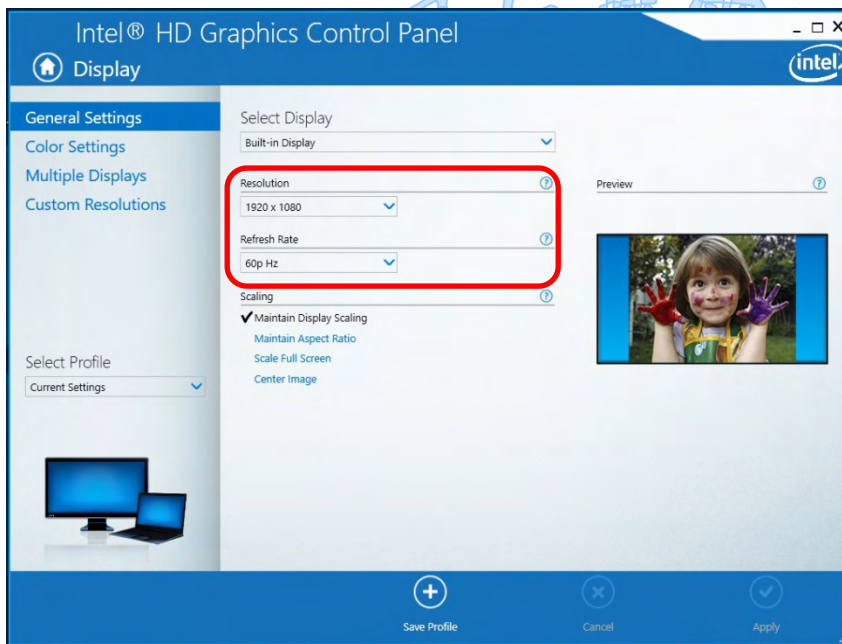 Intel® HD Graphics Control Panel
Display
intel
General Settings
Color Settings
Multiple Displays
Custom Resolutions
Select Profile
Current Settings
Select Display
Built-in Display
Resolution
1920 x 1080
Refresh Rate
60p Hz
Scaling
Maintain Display Scaling
Maintain Aspect Ratio
Scale Full Screen
Center Image
Preview
Save Profile
Cancel
Apply